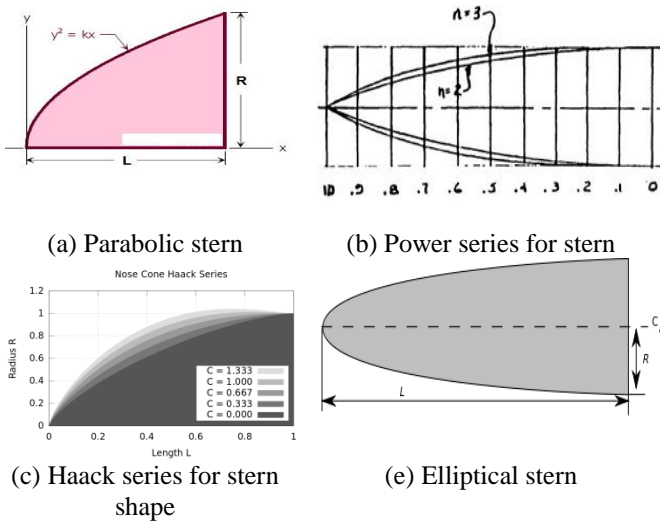 y
y² = kx
R
x
L
n=3
n=2
1.0 .9 .8 .7 .6 .5 .4 .3 .2 .1 0
(a) Parabolic stern
(b) Power series for stern
Nose Cone Haack Series
Radius R
1.2
1
0.8
0.6
0.4
0.2
0
C = 1.333
C = 1.000
C = 0.667
C = 0.333
C = 0.000
0 0.2 0.4 0.6 0.8 1
Length L
C
R
L
(c) Haack series for stern
shape
(e) Elliptical stern